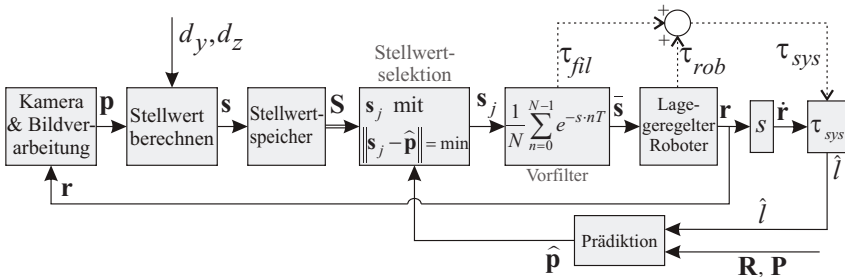 d_y, d_z
Stellwert-
selektion
τ_fil
+
+
τ_rob
τ_sys
Kamera
& Bildver-
arbeitung
p
Stellwert
berechnen
s
Stellwert-
speicher
S
s_j mit
‖s_j − p̂‖ = min
s_j
1/N ∑_{n=0}^{N−1} e^{−s·nT}
Vorfilter
s̄
Lage-
geregelter
Roboter
r
s
ṙ
τ_sys
l̂
r
l̂
Prädiktion
p̂
R, P